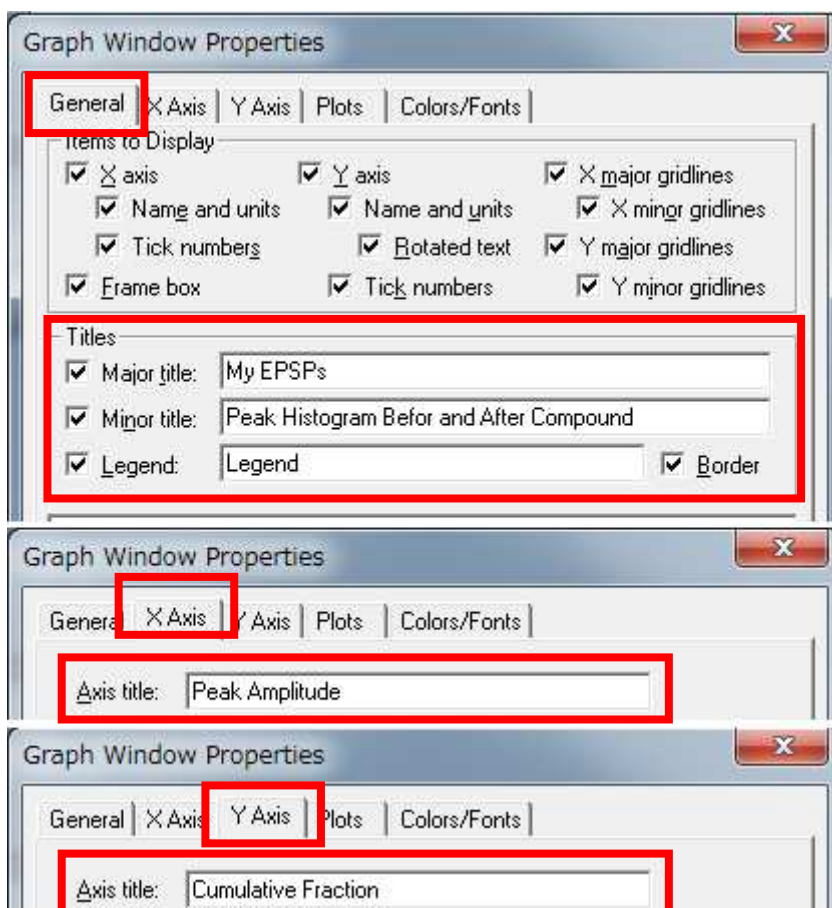 Graph Window Properties
General X Axis Y Axis Plots Colors/Fonts
Items to Display
X axis Y axis X major gridlines
Name and units Name and units X minor gridlines
Tick numbers Rotated text Y major gridlines
Frame box Tick numbers Y minor gridlines
Titles
Major title: My EPSPs
Minor title: Peak Histogram Befor and After Compound
Legend: Legend Border
Graph Window Properties
General X Axis Y Axis Plots Colors/Fonts
Axis title: Peak Amplitude
Graph Window Properties
General X Axis Y Axis Plots Colors/Fonts
Axis title: Cumulative Fraction